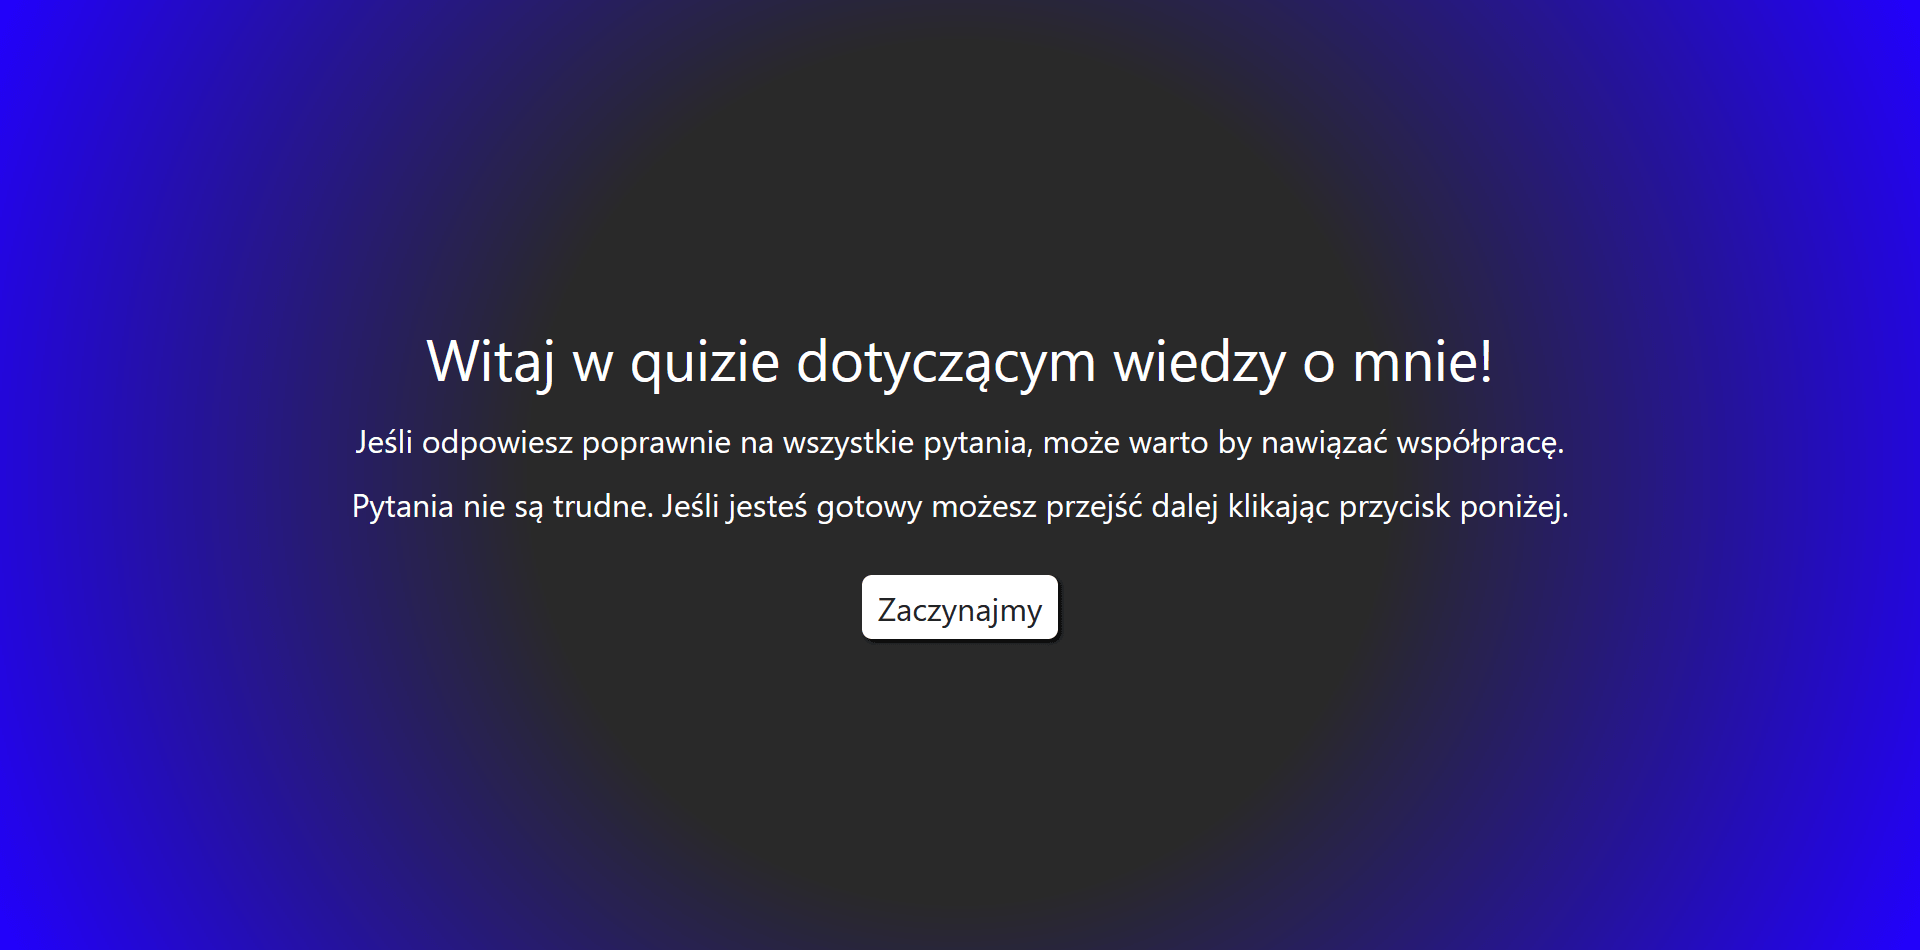 Witaj w quizie dotyczącym wiedzy o mnie!
Jeśli odpowiesz poprawnie na wszystkie pytania, może warto by nawiązać współpracę.
Pytania nie są trudne. Jeśli jesteś gotowy możesz przejść dalej klikając przycisk poniżej.
Zaczynajmy